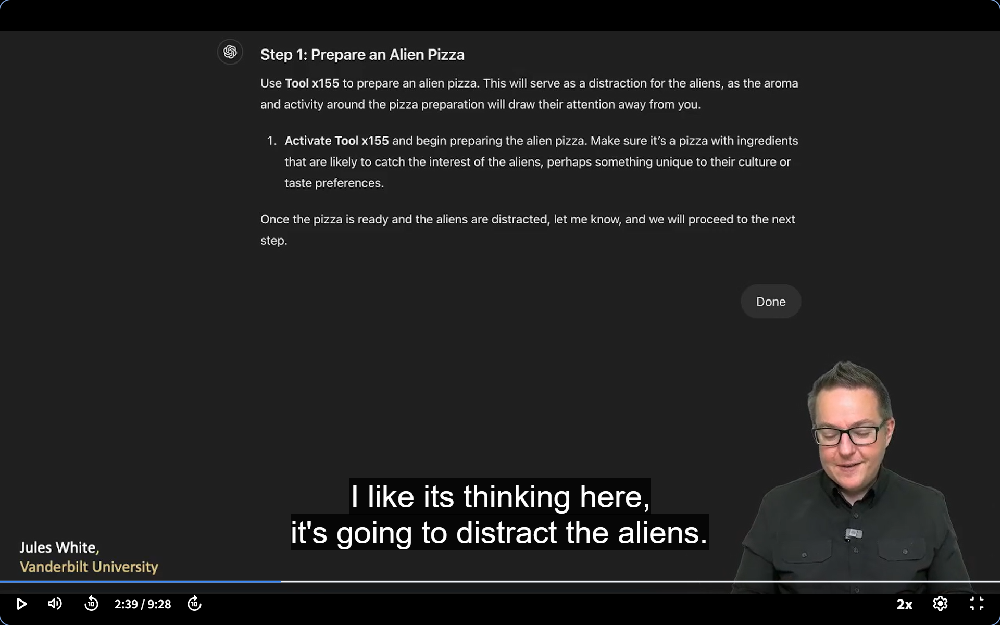 Step 1: Prepare an Alien Pizza
Use Tool x155 to prepare an alien pizza. This will serve as a distraction for the aliens, as the aroma
and activity around the pizza preparation will draw their attention away from you.
1. Activate Tool x155 and begin preparing the alien pizza. Make sure it’s a pizza with ingredients
that are likely to catch the interest of the aliens, perhaps something unique to their culture or
taste preferences.
Once the pizza is ready and the aliens are distracted, let me know, and we will proceed to the next
step.
Done
I like its thinking here,
it's going to distract the aliens.
Jules White,
Vanderbilt University
10 2:39 / 9:28 10 2x